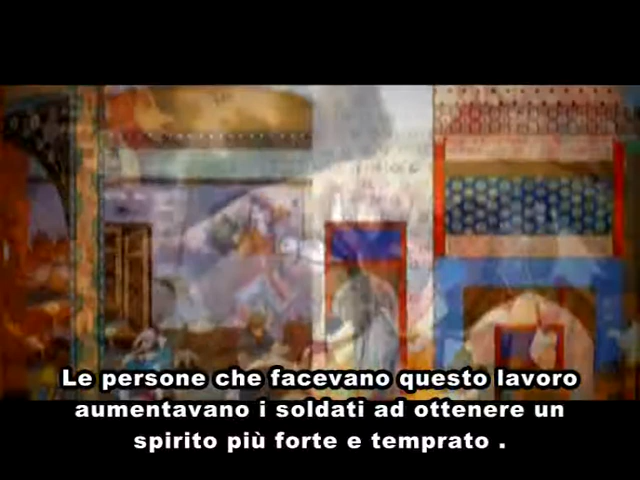 Le persone che facevano questo lavoro
aumentavano i soldati ad ottenere un
spirito più forte e temprato .